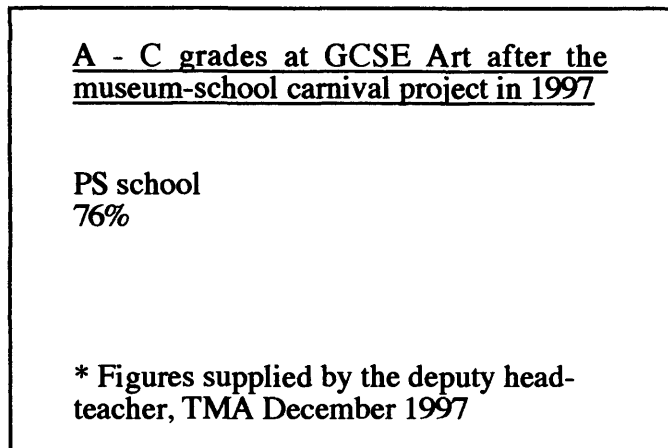 A - C grades at GCSE Art after the
museum-school carnival project in 1997
PS school
76%
* Figures supplied by the deputy head-
teacher, TMA December 1997